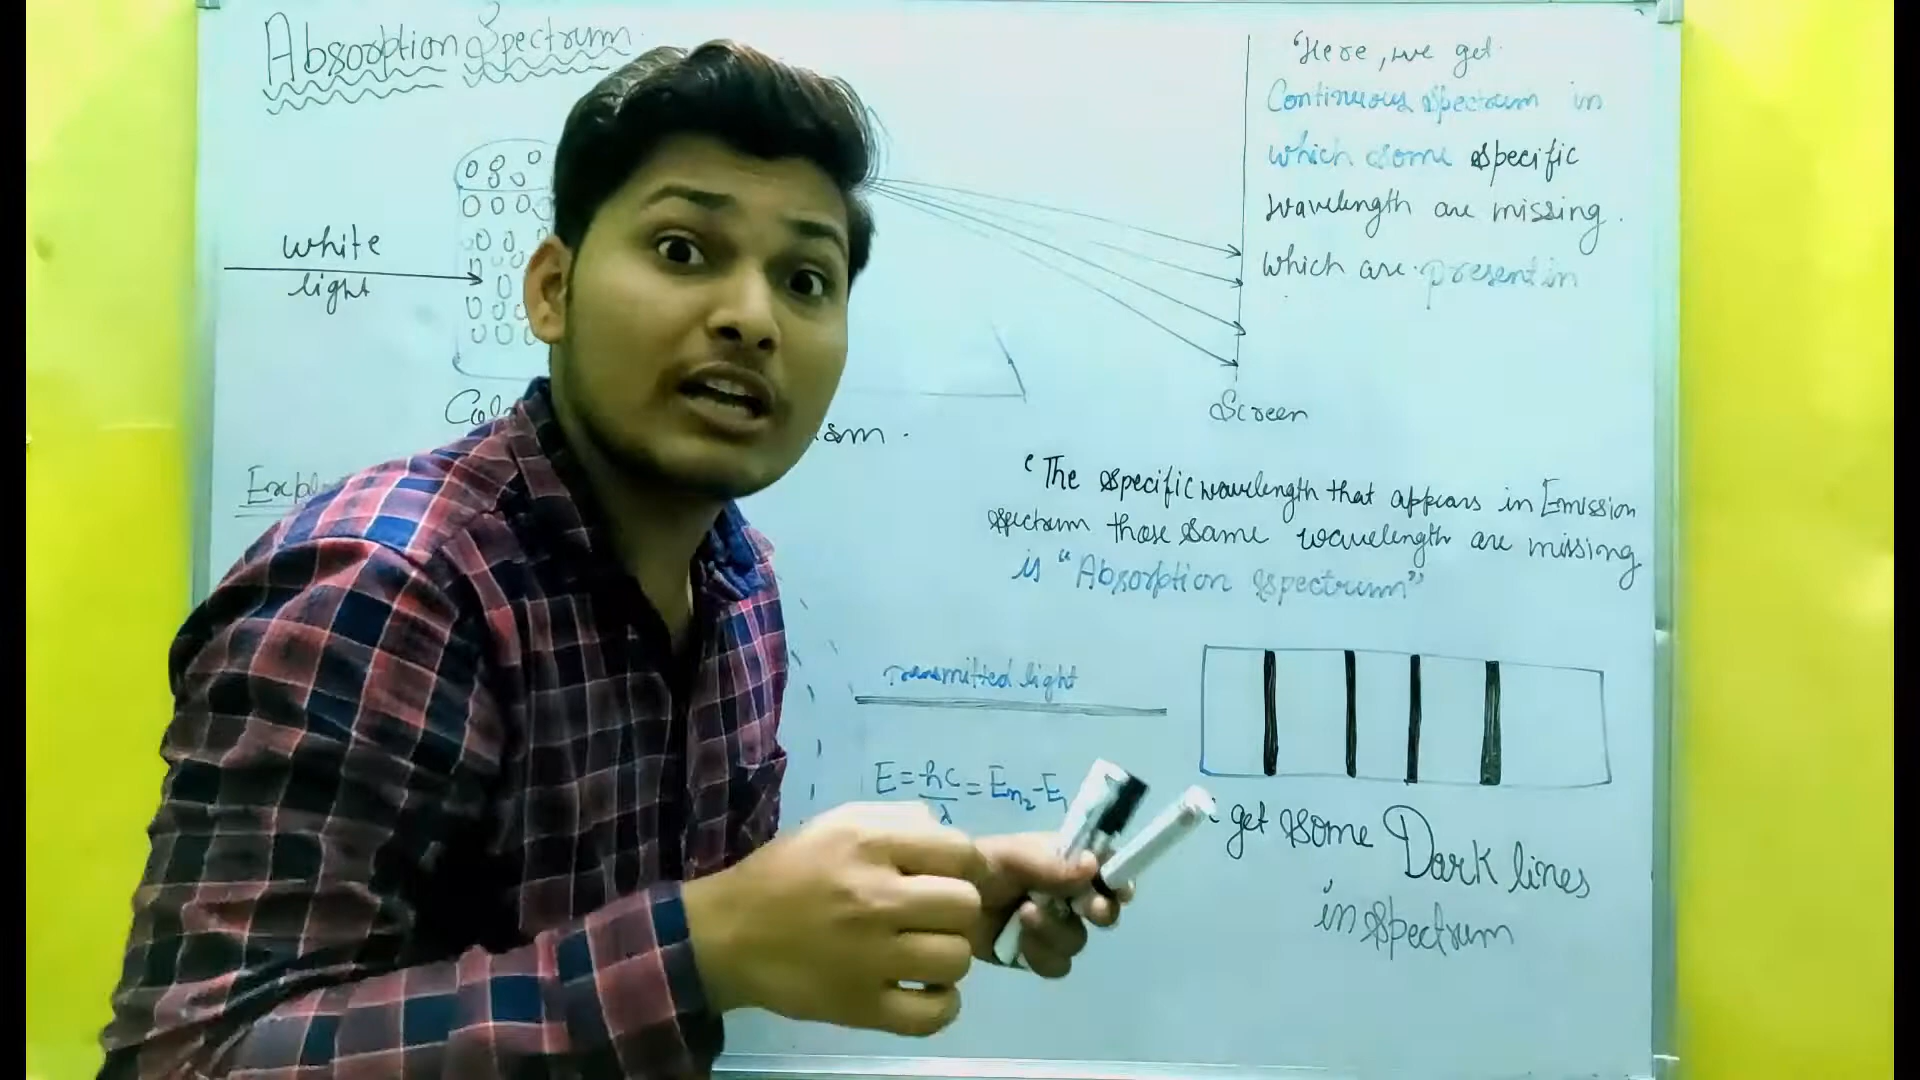 Absorption Spectrum
white
light
"Here, we get
Continuous spectrum in
which some specific
wavelength are missing.
which are present in
Screen
"The specific wavelength that appears in Emission
spectrum those same wavelength are missing
is "Absorption spectrum"
Transmitted light
E = hc/λ = En2 - E1
get some Dark lines
in spectrum